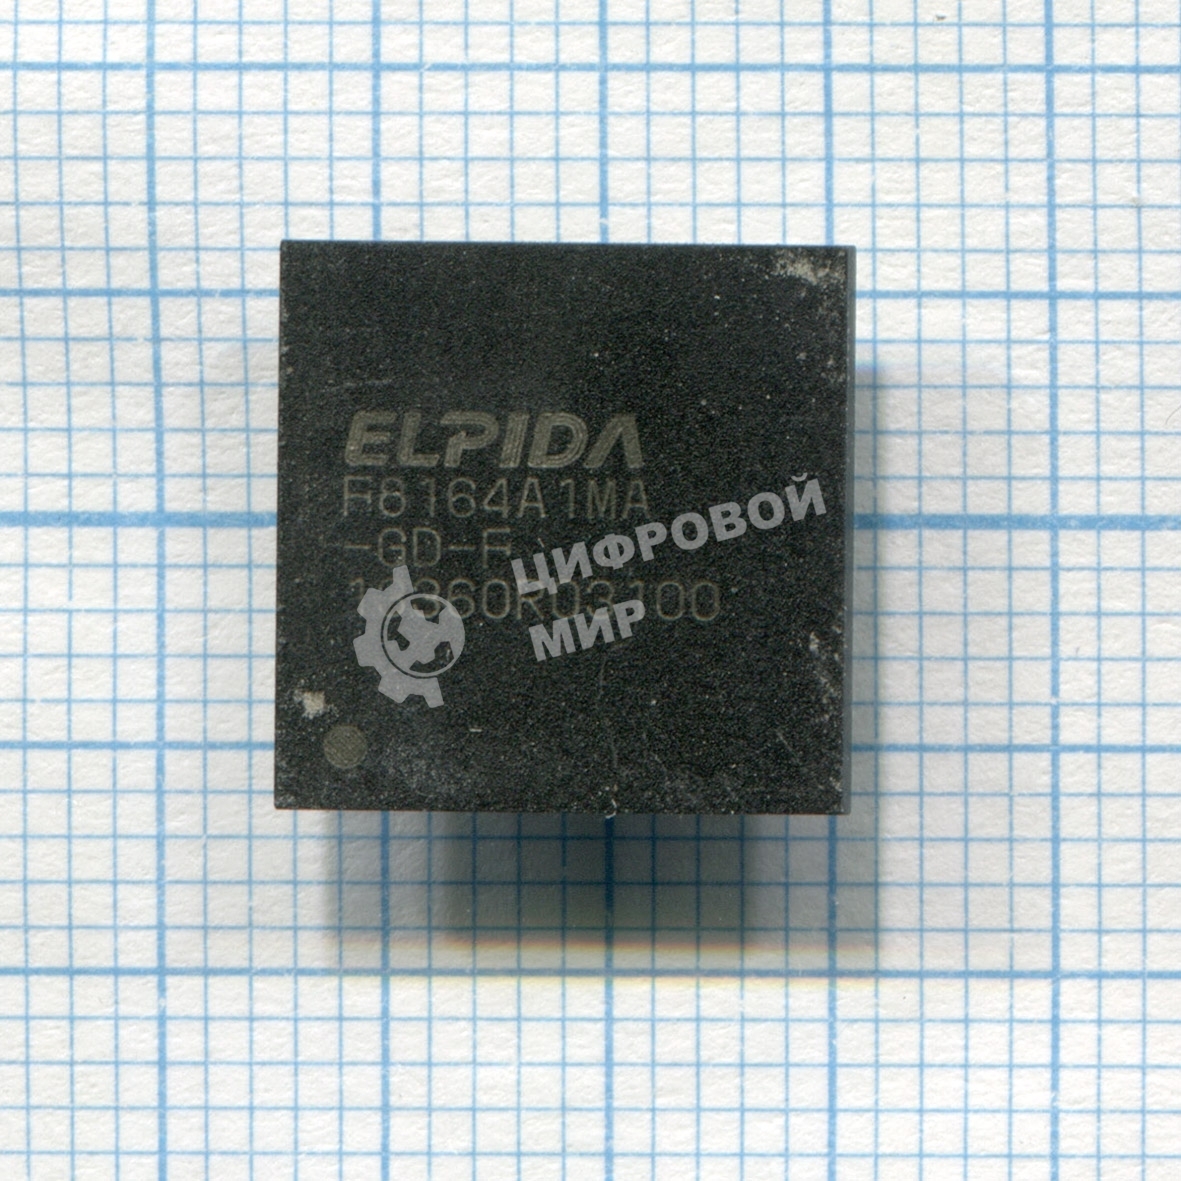 ELPIDA
F8164A1MA
-GD-F
ЦИФРОВОЙ
МИР